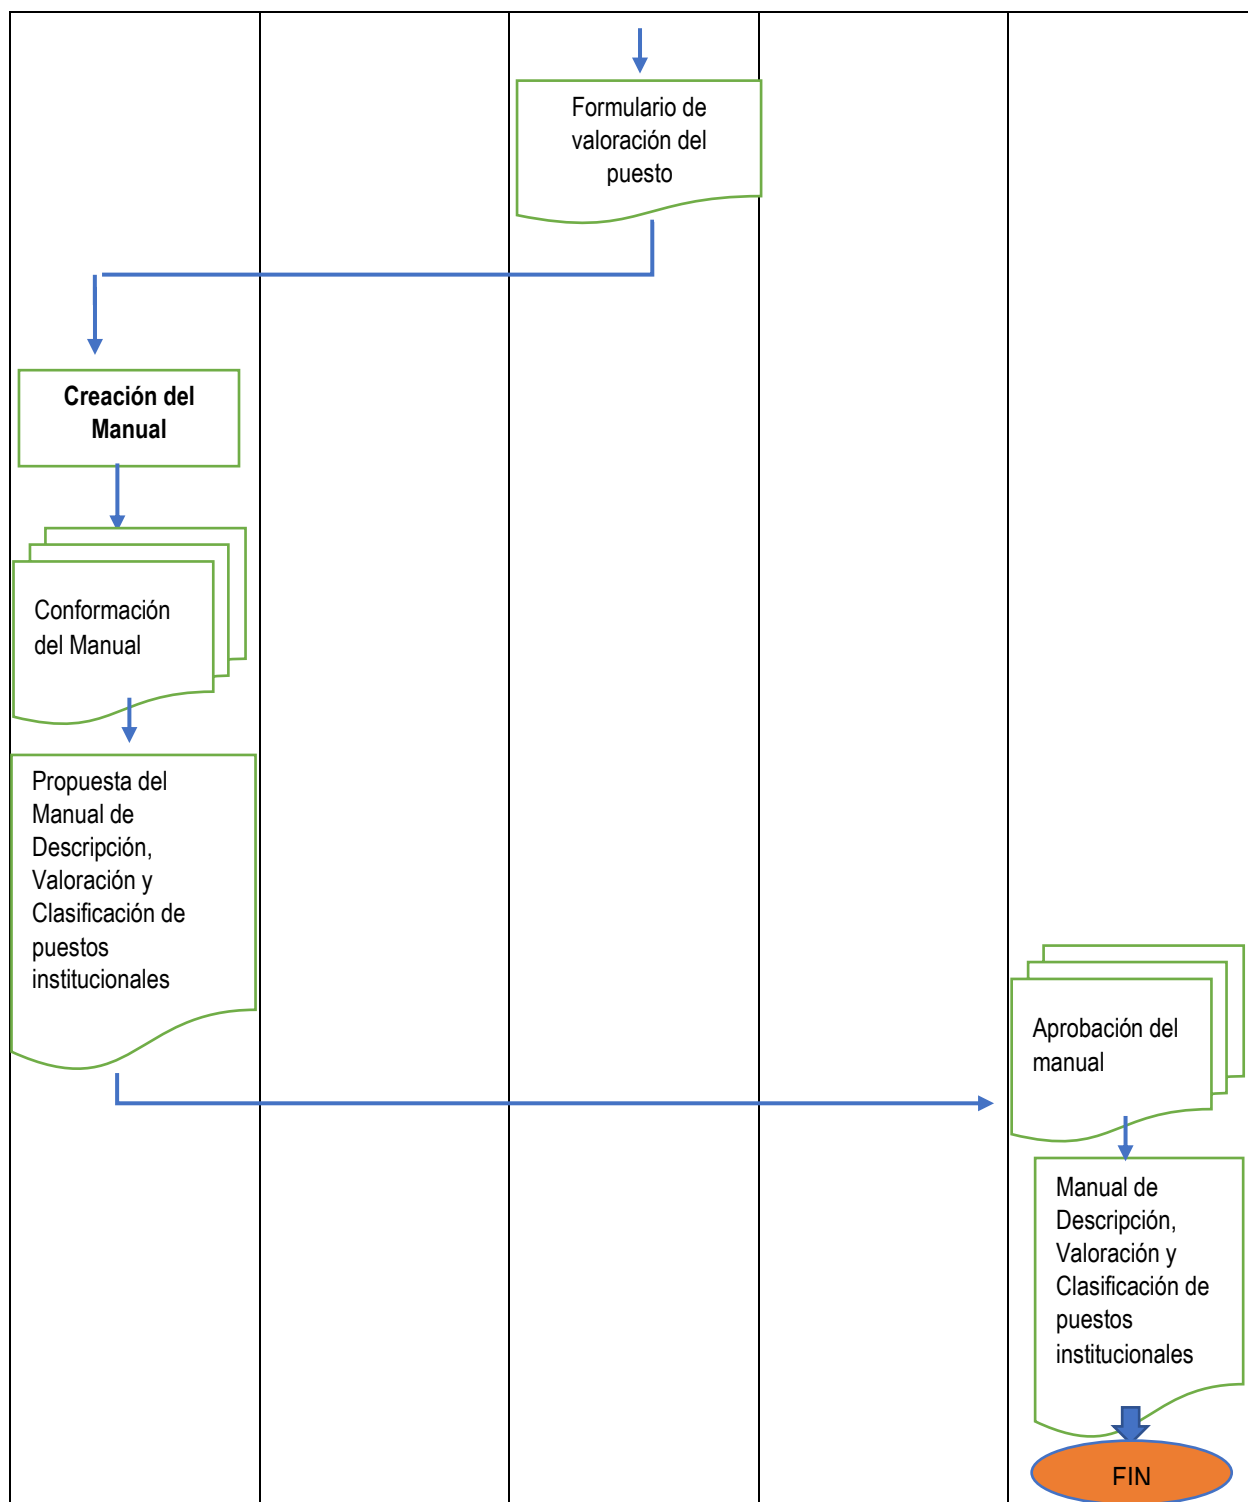 Formulario de
valoración del
puesto
Creación del
Manual
Conformación
del Manual
Propuesta del
Manual de
Descripción,
Valoración y
Clasificación de
puestos
institucionales
Aprobación del
manual
Manual de
Descripción,
Valoración y
Clasificación de
puestos
institucionales
FIN